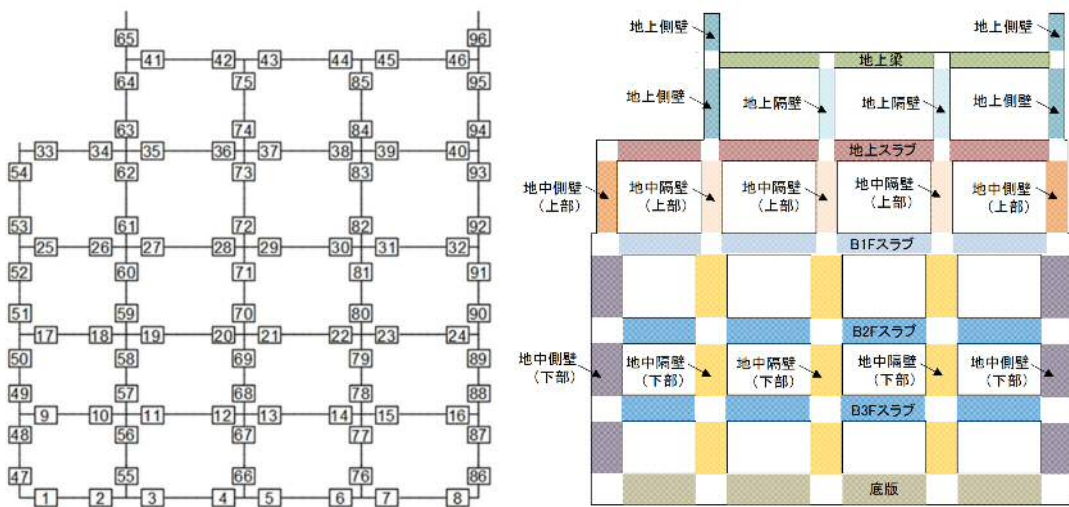 65 96
41 42 43 44 45 46
64 75 85 95
63 74 84 94
33 34 35 36 37 38 39 40
54 62 73 83 93
53 61 72 82 92
25 26 27 28 29 30 31 32
52 60 71 81 91
51 59 70 80 90
17 18 19 20 21 22 23 24
50 58 69 79 89
49 57 68 78 88
9 10 11 12 13 14 15 16
48 56 67 77 87
47 55 66 76 86
1 2 3 4 5 6 7 8
地上側壁
地上側壁
地上梁
地上側壁
地上隔壁
地上隔壁
地上側壁
地上スラブ
地中側壁
(上部)
地中隔壁
(上部)
地中隔壁
(上部)
地中隔壁
(上部)
地中側壁
(上部)
B1Fスラブ
B2Fスラブ
地中側壁
(下部)
地中隔壁
(下部)
地中隔壁
(下部)
地中隔壁
(下部)
地中側壁
(下部)
B3Fスラブ
底版